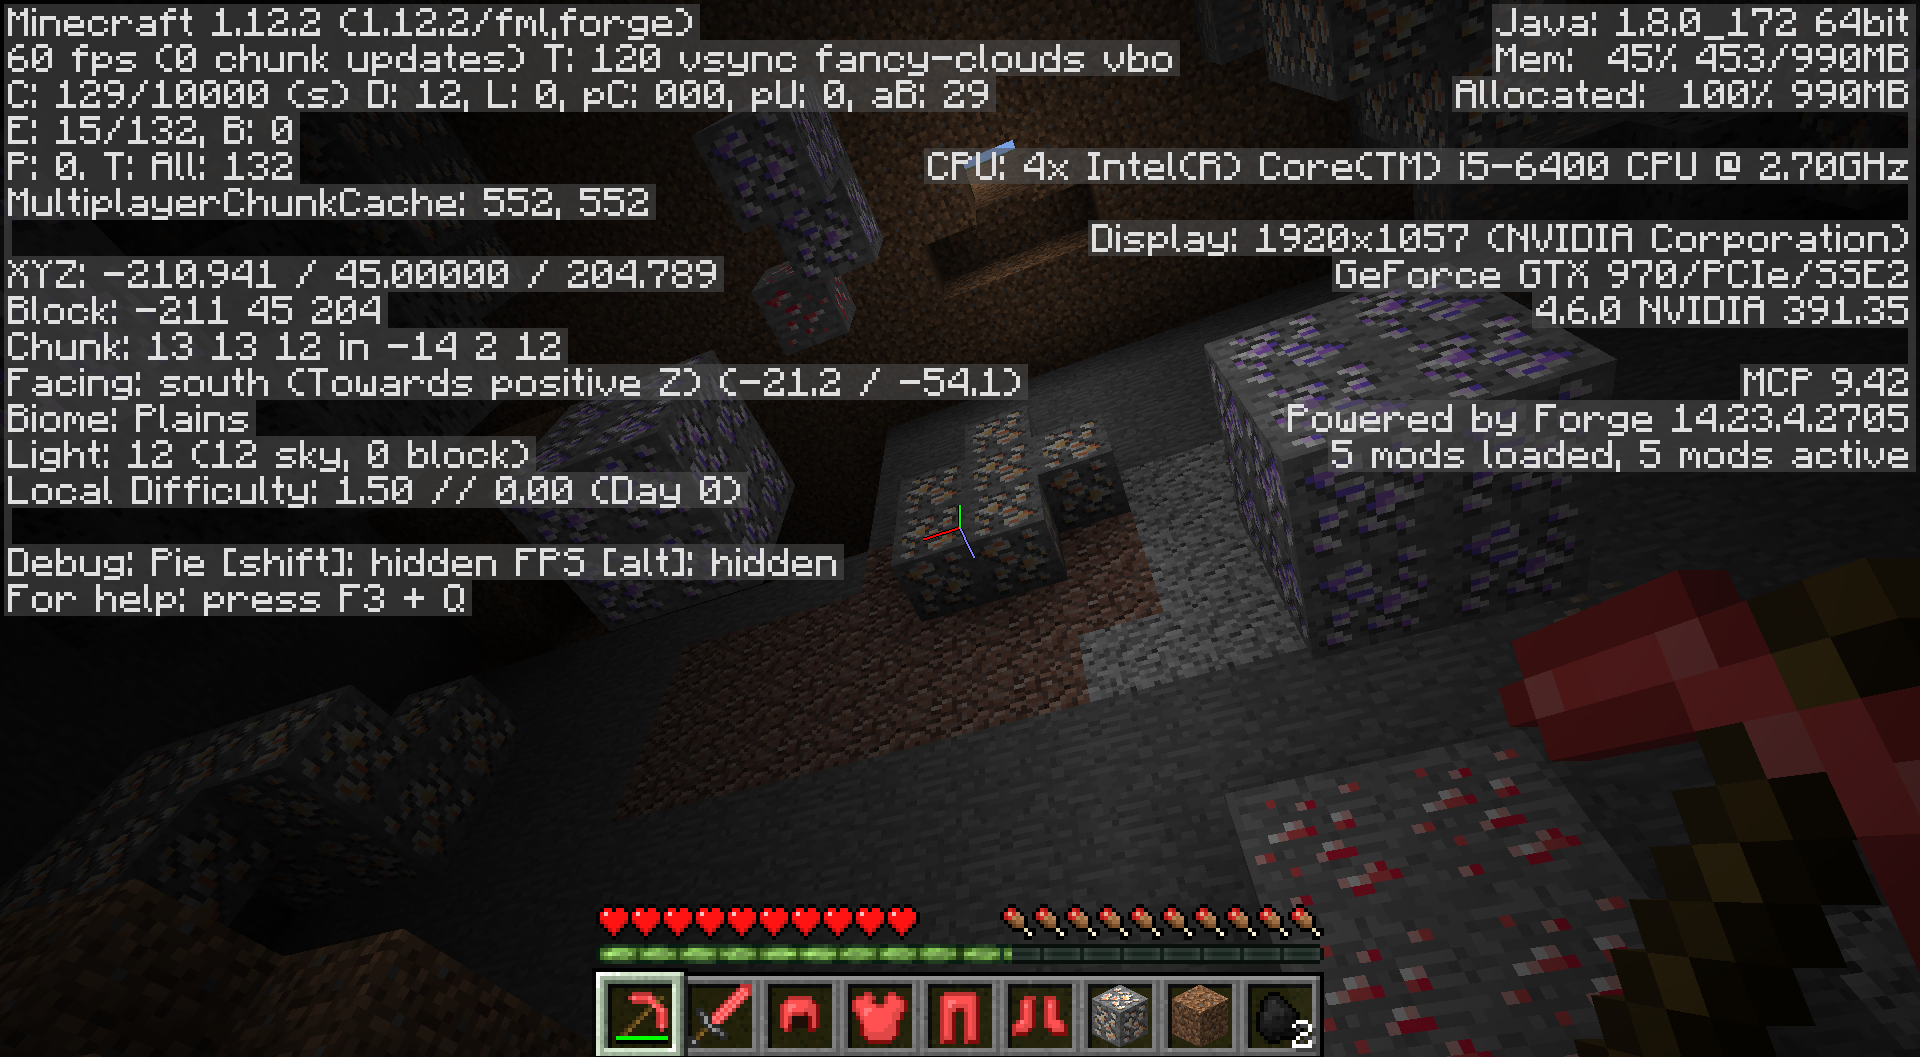 Minecraft 1.12.2 (1.12.2/fml,forge)
60 fps (0 chunk updates) T: 120 vsync fancy-clouds vbo
C: 129/10000 (s) D: 12, L: 0, pC: 000, pU: 0, aB: 29
E: 15/132, B: 0
P: 0. T: All: 132
MultiplayerChunkCache: 552, 552
XYZ: -210.941 / 45.00000 / 204.789
Block: -211 45 204
Chunk: 13 13 12 in -14 2 12
Facing: south (Towards positive Z) (-21.2 / -54.1)
Biome: Plains
Light: 12 (12 sky, 0 block)
Local Difficulty: 1.50 // 0.00 (Day 0)
Debug: Pie [shift]: hidden FPS [alt]: hidden
For help: press F3 + Q
Java: 1.8.0_172 64bit
Mem: 45% 453/990MB
Allocated: 100% 990MB
CPU: 4x Intel(R) Core(TM) i5-6400 CPU @ 2.70GHz
Display: 1920x1057 (NVIDIA Corporation)
GeForce GTX 970/PCIe/SSE2
4.6.0 NVIDIA 391.35
MCP 9.42
Powered by Forge 14.23.4.2705
5 mods loaded, 5 mods active
2